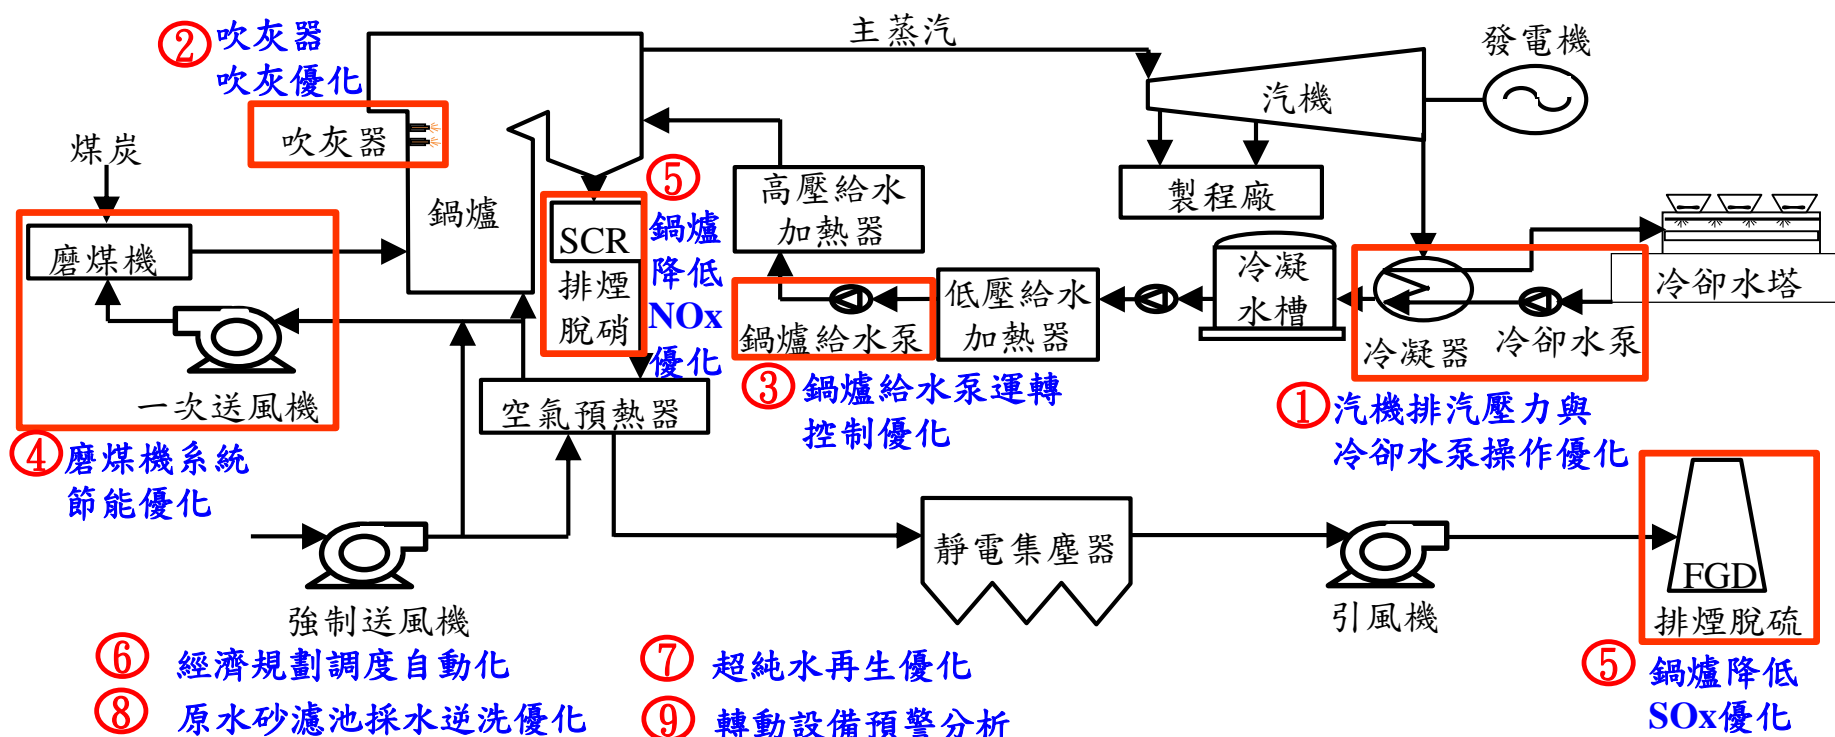 ② 吹灰器
吹灰優化
主蒸汽
發電機
汽機
吹灰器
煤炭
鍋爐
⑤
鍋爐
降低
NOx
優化
SCR
排煙
脫硝
高壓給水
加熱器
製程廠
磨煤機
一次送風機
④ 磨煤機系統
節能優化
鍋爐給水泵
低壓給水
加熱器
冷凝
水槽
冷凝器
冷卻水泵
冷卻水塔
空氣預熱器
③ 鍋爐給水泵運轉
控制優化
① 汽機排汽壓力與
冷卻水泵操作優化
強制送風機
靜電集塵器
引風機
FGD
排煙脫硫
⑤ 鍋爐降低
SOx優化
⑥ 經濟規劃調度自動化
⑦ 超純水再生優化
⑧ 原水砂濾池採水逆洗優化
⑨ 轉動設備預警分析